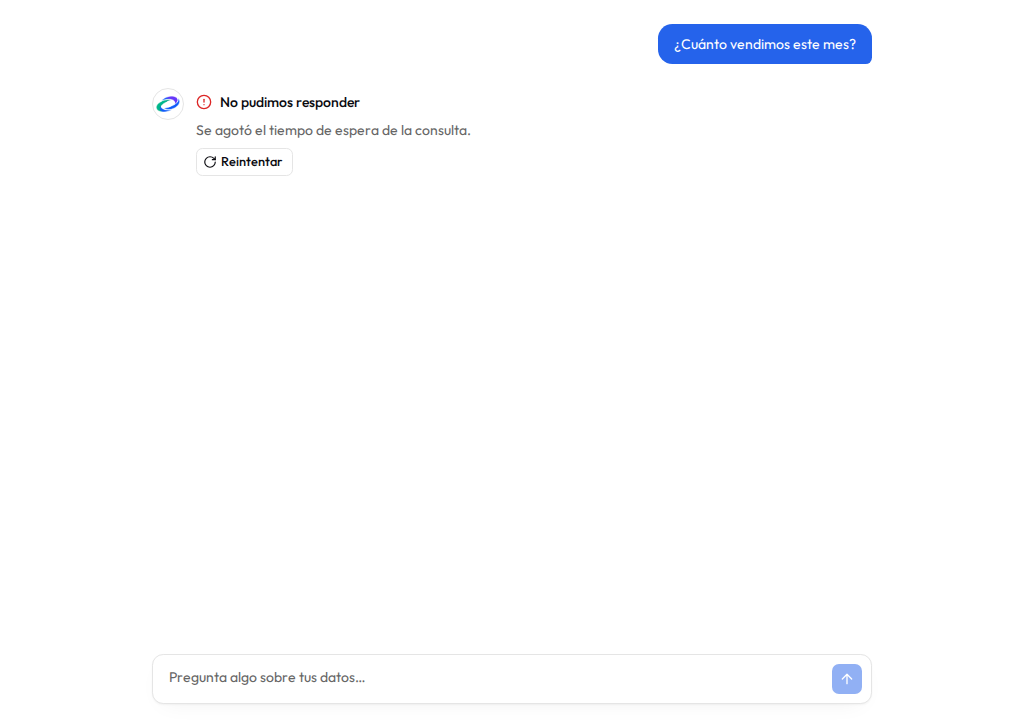 ¿Cuánto vendimos este mes?
No pudimos responder
Se agotó el tiempo de espera de la consulta.
Reintentar
Pregunta algo sobre tus datos…